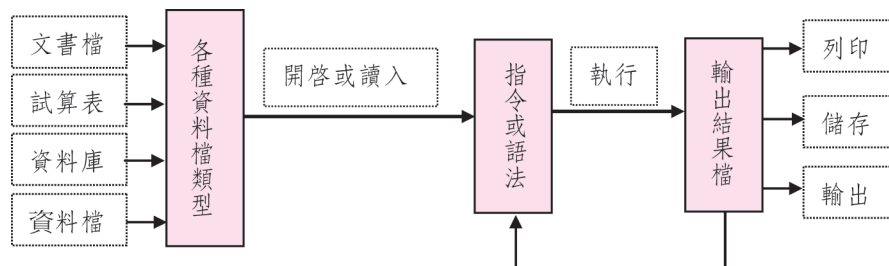 文書檔
試算表
資料庫
資料檔
各種資料檔類型
開啟或讀入
指令或語法
執行
輸出結果檔
列印
儲存
輸出